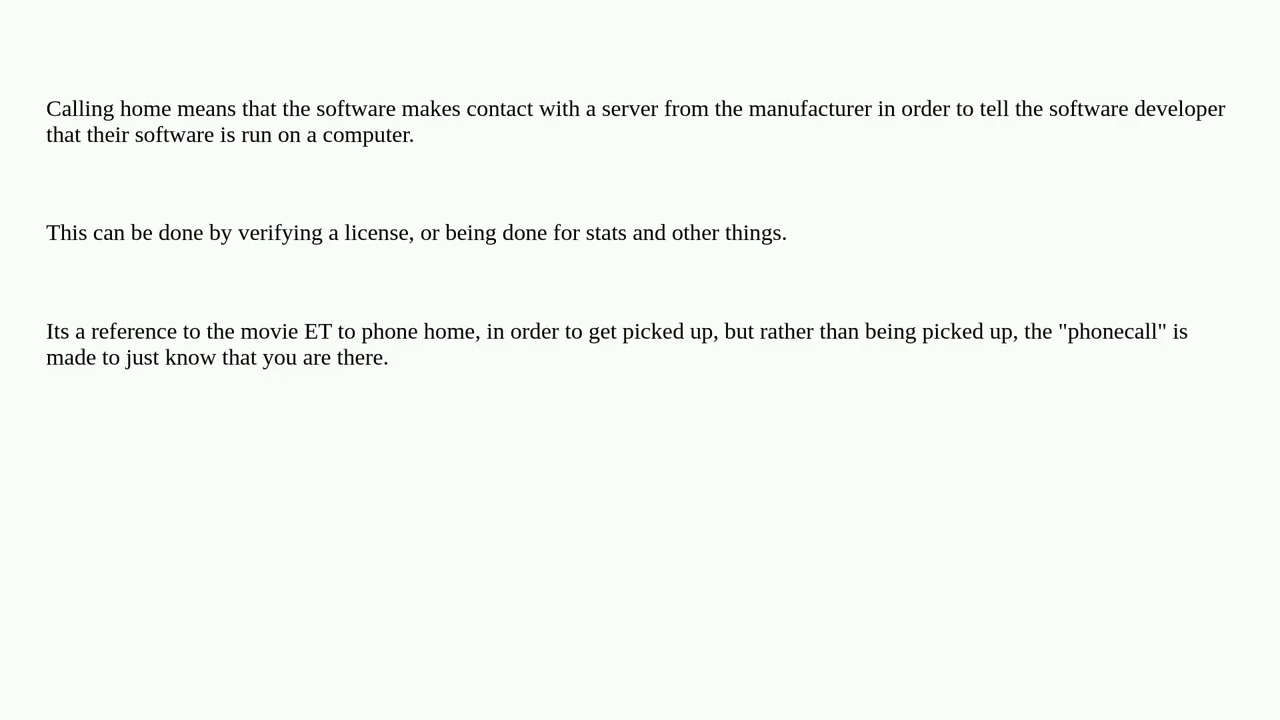 Calling home means that the software makes contact with a server from the manufacturer in order to tell the software developer
that their software is run on a computer.
This can be done by verifying a license, or being done for stats and other things.
Its a reference to the movie ET to phone home, in order to get picked up, but rather than being picked up, the "phonecall" is
made to just know that you are there.